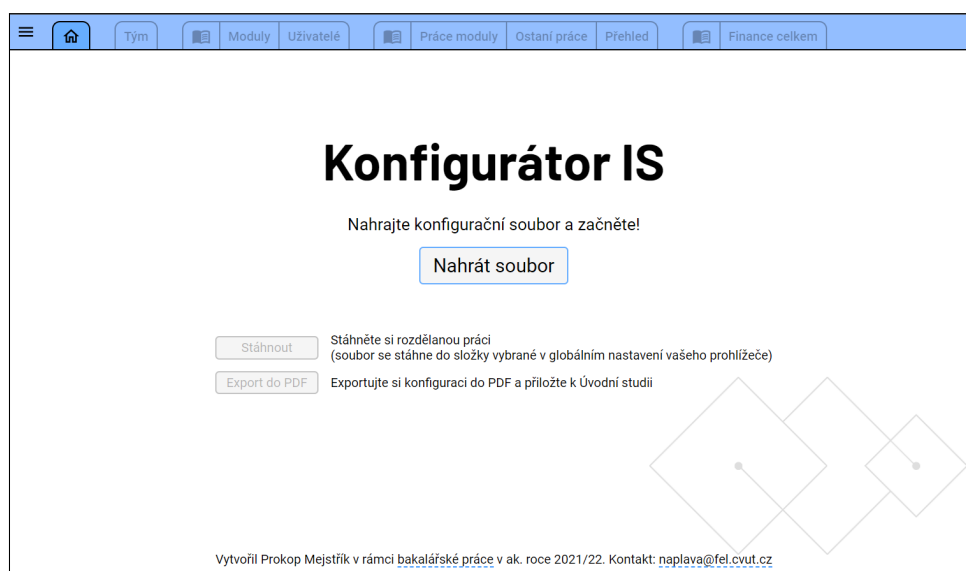 Tým Moduly Uživatelé Práce moduly Ostaní práce Přehled Finance celkem
Konfigurátor IS
Nahrajte konfigurační soubor a začněte!
Nahrát soubor
Stáhnout
Stáhněte si rozdělanou práci
(soubor se stáhne do složky vybrané v globálním nastavení vašeho prohlížeče)
Export do PDF
Exportujte si konfiguraci do PDF a přiložte k Úvodní studii
Vytvořil Prokop Mejstřík v rámci bakalářské práce v ak. roce 2021/22. Kontakt: naplava@fel.cvut.cz